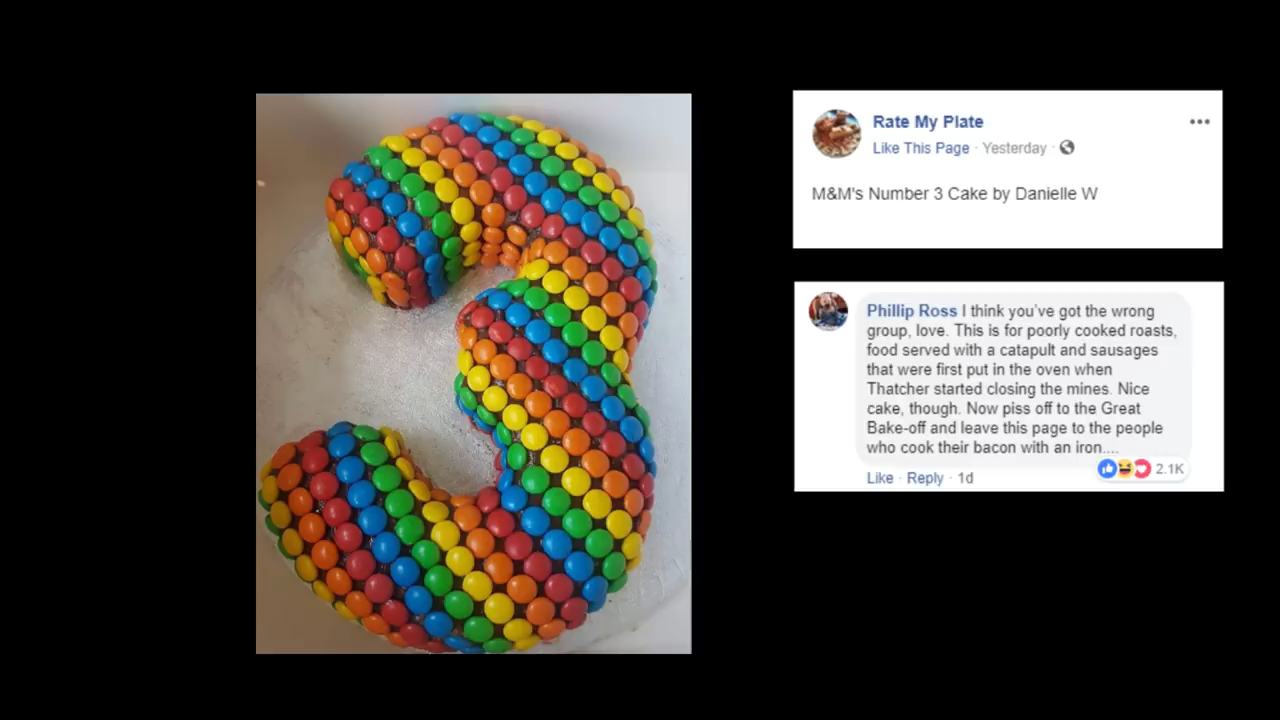 Rate My Plate
Like This Page · Yesterday ·
M&M's Number 3 Cake by Danielle W
Phillip Ross I think you've got the wrong
group, love. This is for poorly cooked roasts,
food served with a catapult and sausages
that were first put in the oven when
Thatcher started closing the mines. Nice
cake, though. Now piss off to the Great
Bake-off and leave this page to the people
who cook their bacon with an iron....
2.1K
Like · Reply · 1d